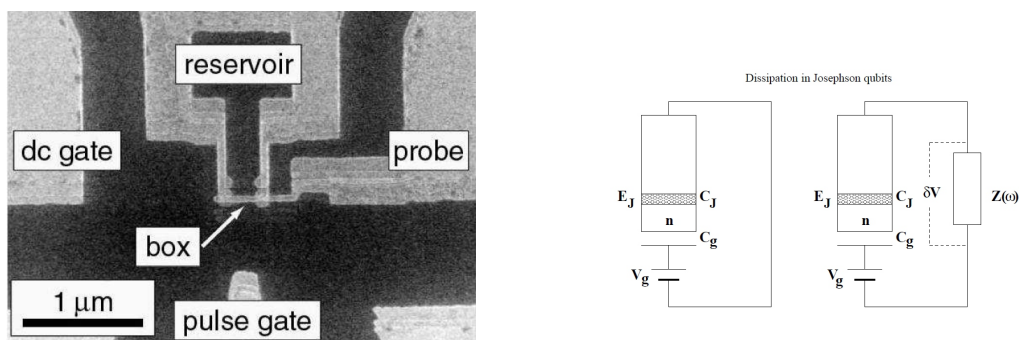 reservoir
dc gate
probe
box
1 μm
pulse gate
Dissipation in Josephson qubits
E_J C_J
n
C_g
V_g
E_J C_J
n
C_g
V_g
δV
Z(ω)